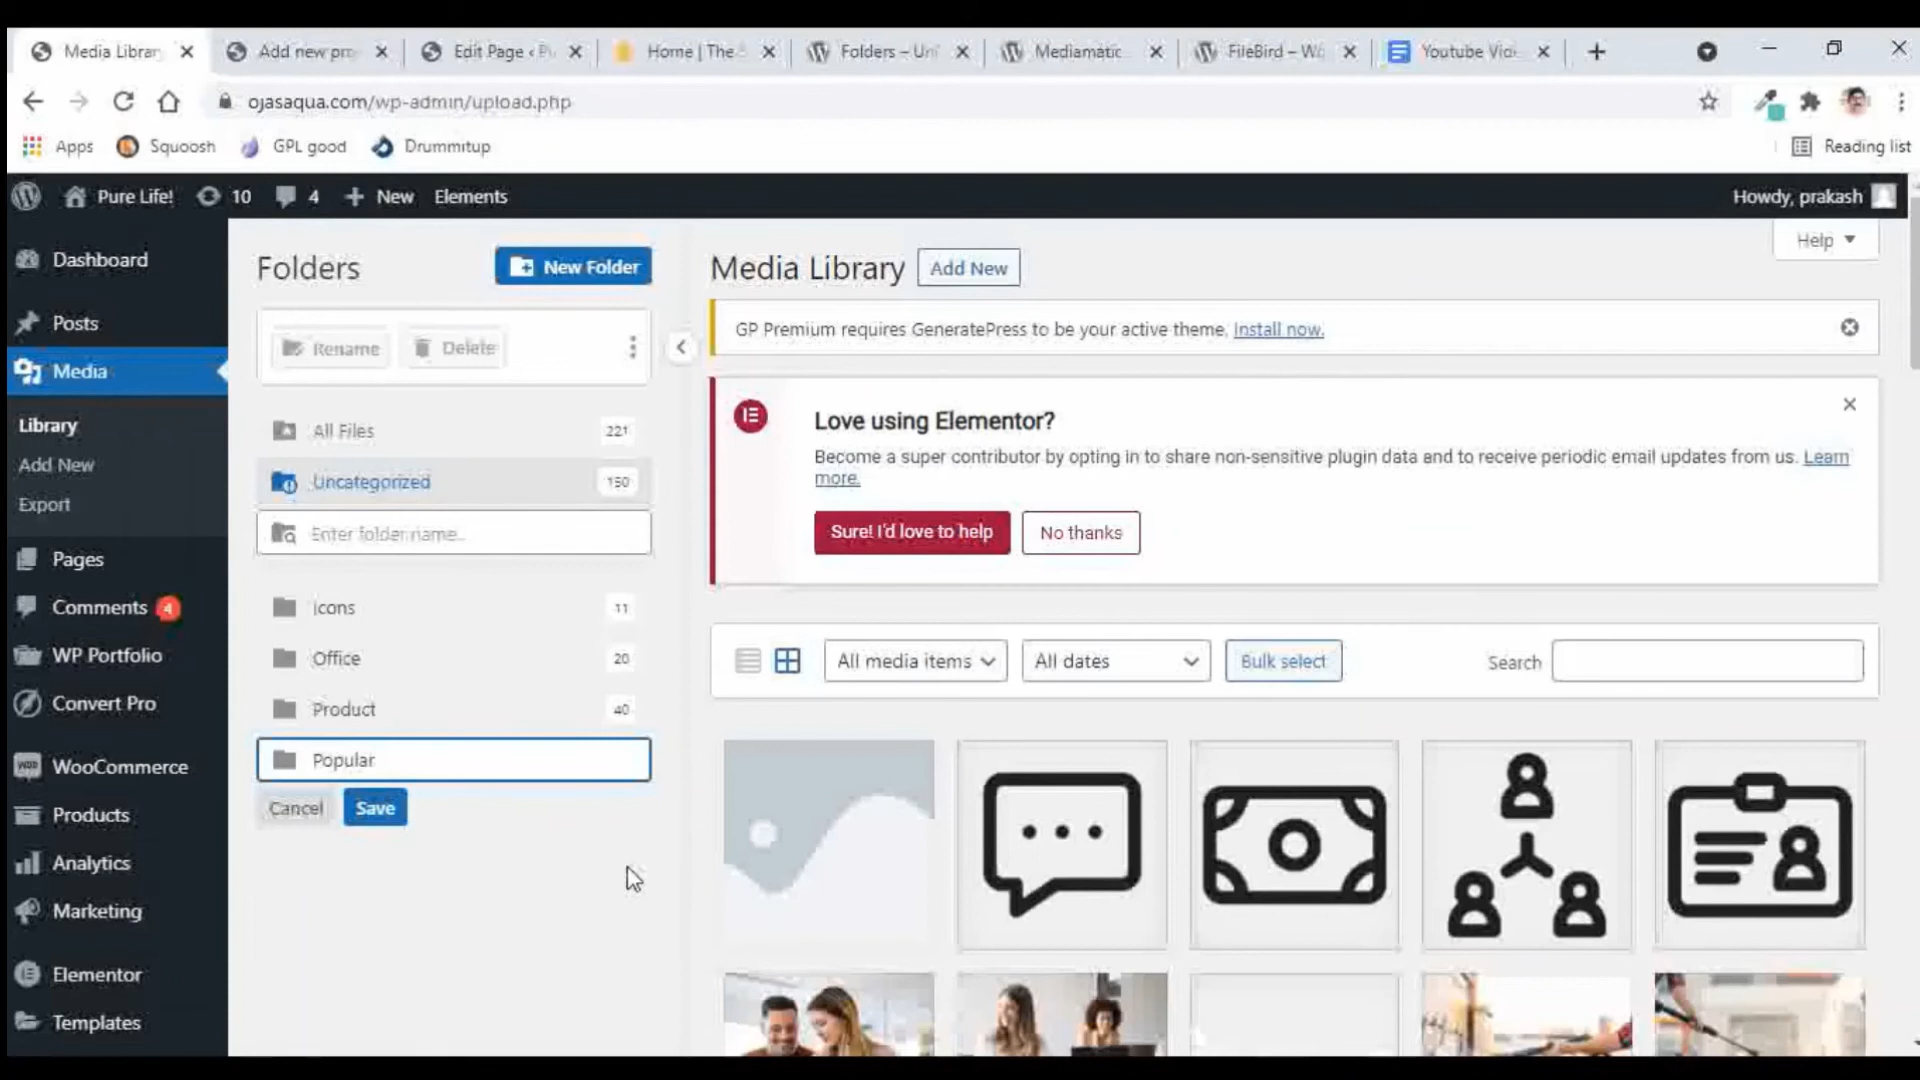 Media Librar
Add new pro
Edit Page ‹ Pu
Home | The S
Folders – Unl
Mediamatic
FileBird – Wo
Youtube Vide
ojasaqua.com/wp-admin/upload.php
Apps
Squoosh
GPL good
Drummitup
Reading list
Pure Life!
10
4
New
Elements
Howdy, prakash
Dashboard
Posts
Media
Library
Add New
Export
Pages
Comments 4
WP Portfolio
Convert Pro
WooCommerce
Products
Analytics
Marketing
Elementor
Templates
Folders
New Folder
Rename
Delete
All Files 221
Uncategorized 150
Enter folder name...
Icons 11
Office 20
Product 40
Popular
Cancel
Save
Media Library
Add New
Help
GP Premium requires GeneratePress to be your active theme. Install now.
Love using Elementor?
Become a super contributor by opting in to share non-sensitive plugin data and to receive periodic email updates from us. Learn
more.
Sure! I'd love to help
No thanks
All media items
All dates
Bulk select
Search